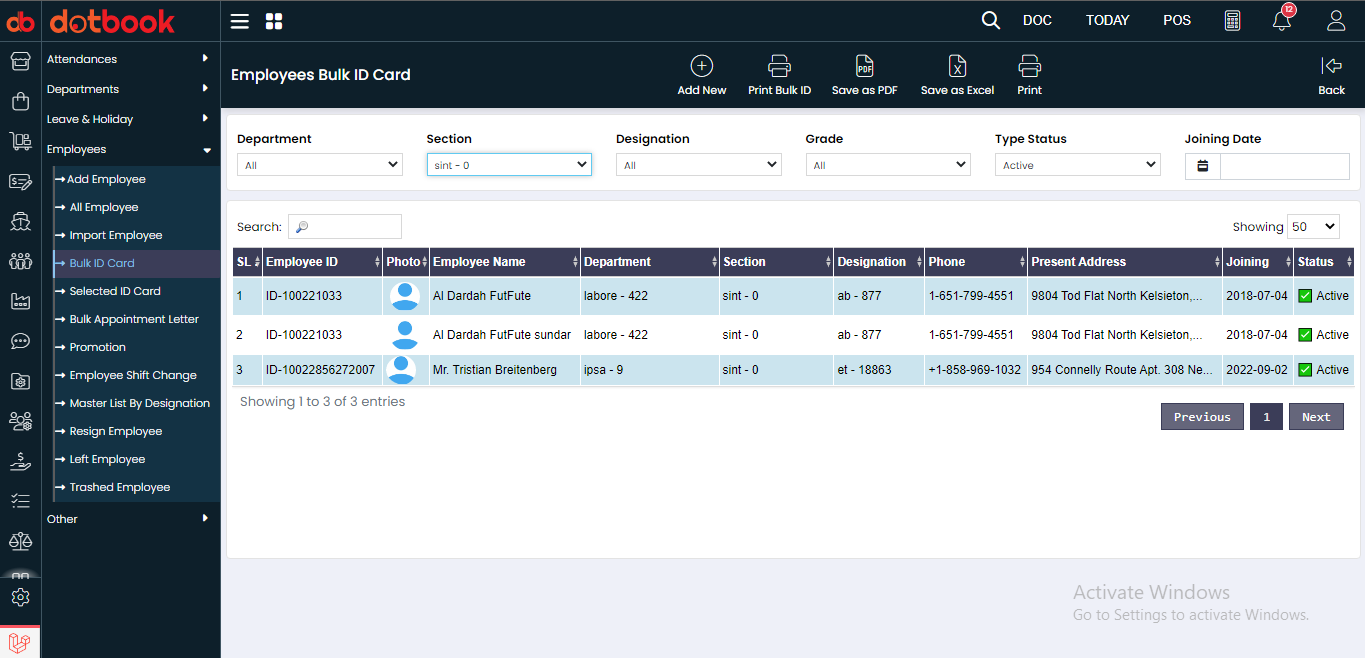 db dotbook DOC TODAY POS 12
Attendances
Departments
Leave & Holiday
Employees
Add Employee
All Employee
Import Employee
Bulk ID Card
Selected ID Card
Bulk Appointment Letter
Promotion
Employee Shift Change
Master List By Designation
Resign Employee
Left Employee
Trashed Employee
Other
Employees Bulk ID Card
Add New Print Bulk ID PDF Save as PDF X Save as Excel Print Back
Department Section Designation Grade Type Status Joining Date
All sint - 0 All All Active
Search: Showing 50
SL Employee ID Photo Employee Name Department Section Designation Phone Present Address Joining Status
1 ID-100221033 Al Dardah FutFute labore - 422 sint - 0 ab - 877 1-651-799-4551 9804 Tod Flat North Kelsieton,... 2018-07-04 Active
2 ID-100221033 Al Dardah FutFute sundar labore - 422 sint - 0 ab - 877 1-651-799-4551 9804 Tod Flat North Kelsieton,... 2018-07-04 Active
3 ID-10022856272007 Mr. Tristian Breitenberg ipsa - 9 sint - 0 et - 18863 +1-858-969-1032 954 Connelly Route Apt. 308 Ne... 2022-09-02 Active
Showing 1 to 3 of 3 entries
Previous 1 Next
Activate Windows
Go to Settings to activate Windows.